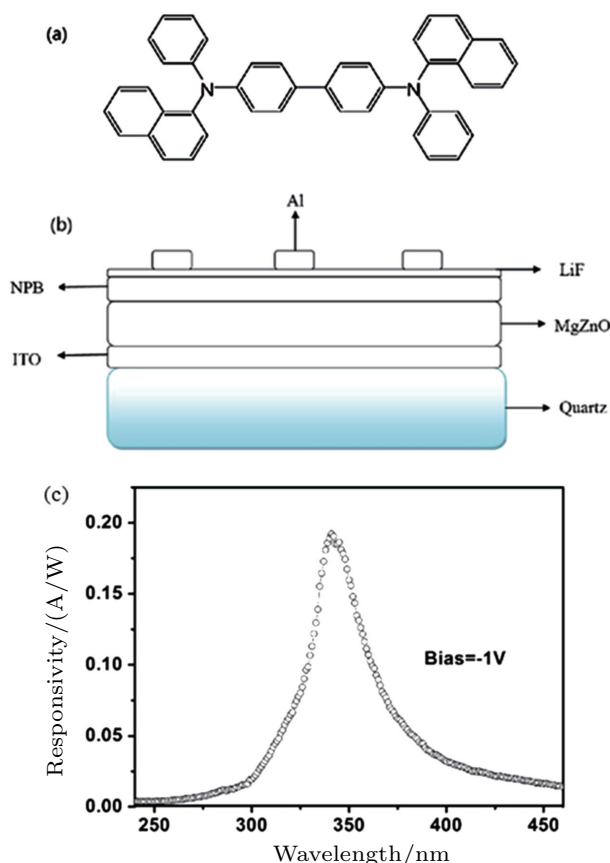 (a)
N
N
(b)
Al
LiF
NPB
MgZnO
ITO
Quartz
(c)
Responsivity/(A/W)
0.20
0.15
0.10
0.05
0.00
Bias=-1V
250
300
350
400
450
Wavelength/nm